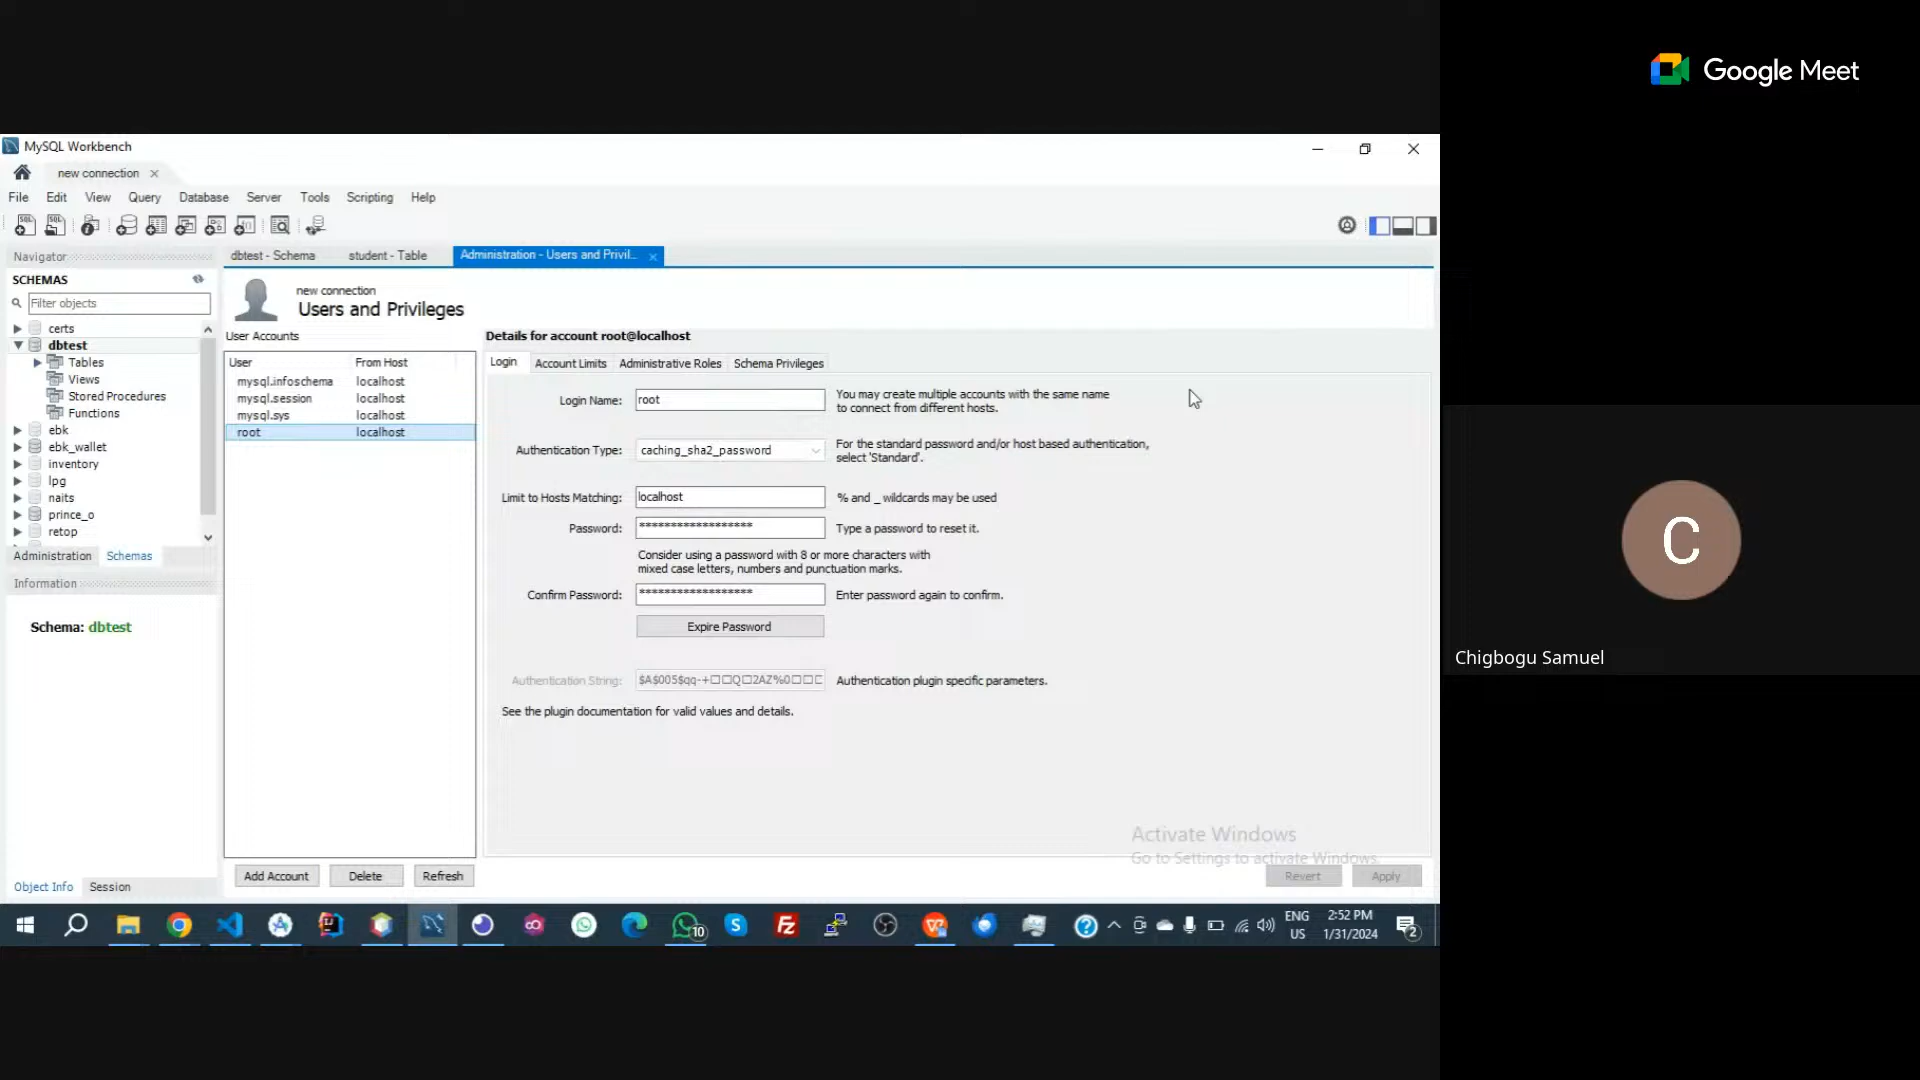 Google Meet
MySQL Workbench
new connection
File Edit View Query Database Server Tools Scripting Help
Navigator
SCHEMAS
Filter objects
certs
dbtest
Tables
Views
Stored Procedures
Functions
ebk
ebk_wallet
inventory
lpg
naits
prince_o
retop
Administration Schemas
Information
Schema: dbtest
Object Info Session
dbtest - Schema student - Table Administration - Users and Privil...
new connection
Users and Privileges
User Accounts
User From Host
mysql.infoschema localhost
mysql.session localhost
mysql.sys localhost
root localhost
Add Account Delete Refresh
Details for account root@localhost
Login Account Limits Administrative Roles Schema Privileges
Login Name: root You may create multiple accounts with the same name
to connect from different hosts.
Authentication Type: caching_sha2_password For the standard password and/or host based authentication,
select 'Standard'.
Limit to Hosts Matching: localhost % and _ wildcards may be used
Password: ****************** Type a password to reset it.
Consider using a password with 8 or more characters with
mixed case letters, numbers and punctuation marks.
Confirm Password: ****************** Enter password again to confirm.
Expire Password
Authentication String: $A$005$qq-+□□Q□2AZ%0□□□ Authentication plugin specific parameters.
See the plugin documentation for valid values and details.
Activate Windows
Go to Settings to activate Windows.
Revert Apply
10
ENG
US
2:52 PM
1/31/2024
2
C
Chigbogu Samuel